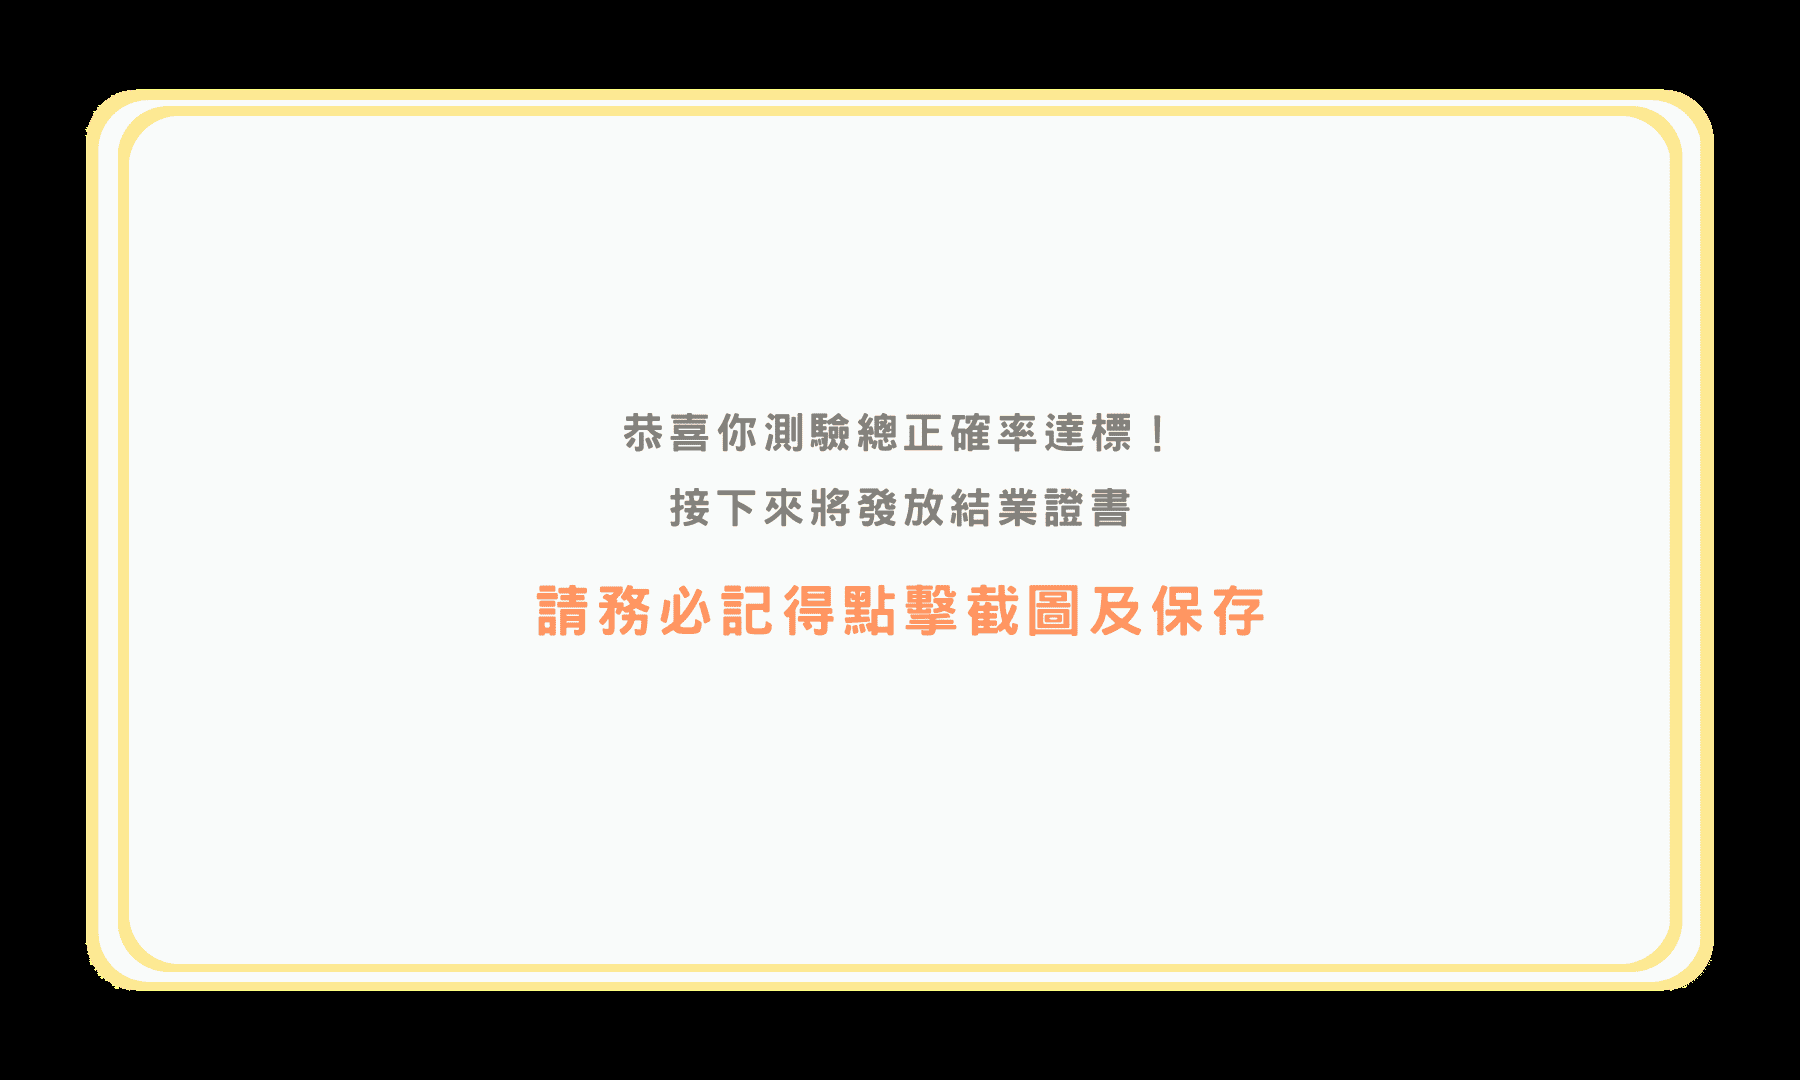 恭喜你測驗總正確率達標！
接下來將發放結業證書
請務必記得點擊截圖及保存